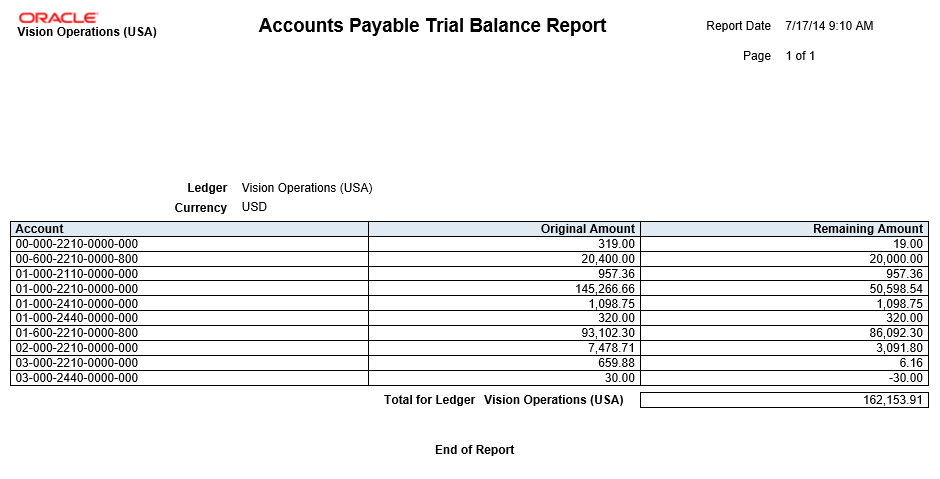 ORACLE Accounts Payable Trial Balance Report Report Date 7/17/14 9:10 AM
Vision Operations (USA)
Page 1 of 1
Ledger Vision Operations (USA)
Currency USD
Account Original Amount Remaining Amount
00-000-2210-0000-000 319.00 19.00
00-600-2210-0000-800 20,400.00 20,000.00
01-000-2110-0000-000 957.36 957.36
01-000-2210-0000-000 145,266.66 50,598.54
01-000-2410-0000-000 1,098.75 1,098.75
01-000-2440-0000-000 320.00 320.00
01-600-2210-0000-800 93,102.30 86,092.30
02-000-2210-0000-000 7,478.71 3,091.80
03-000-2210-0000-000 659.88 6.16
03-000-2440-0000-000 30.00 -30.00
Total for Ledger Vision Operations (USA) 162,153.91
End of Report